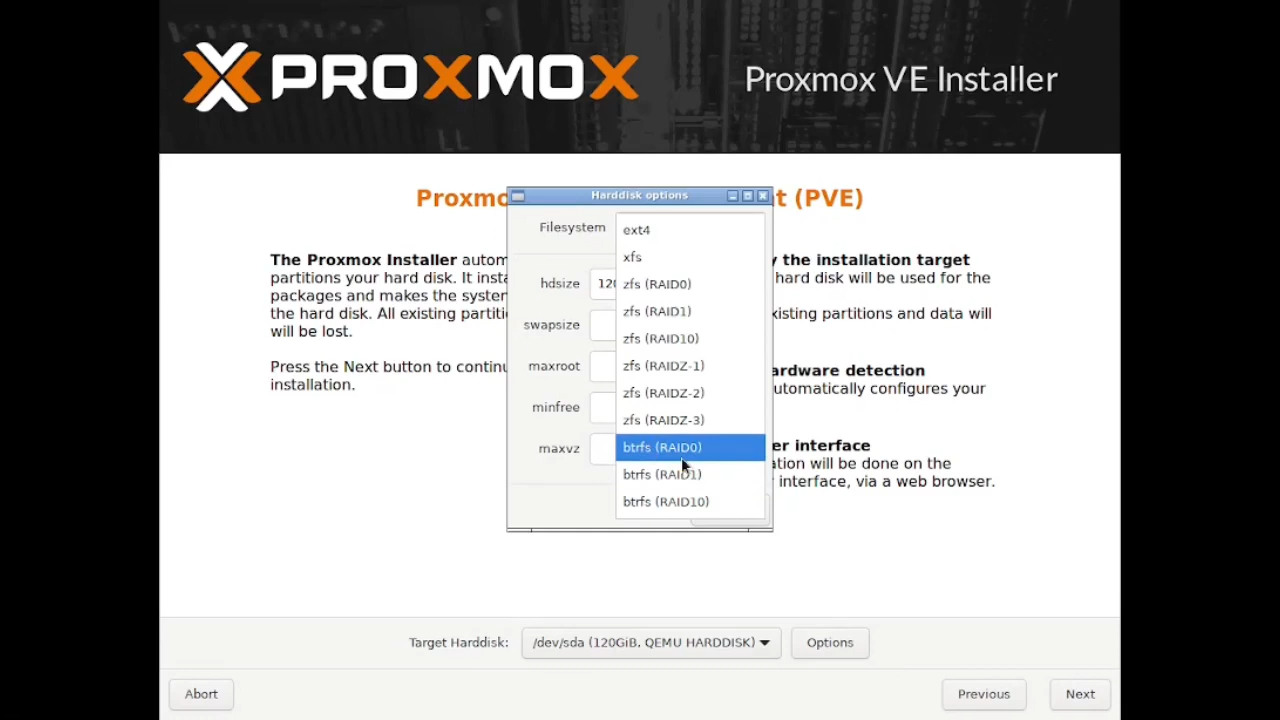 PROXMOX
Proxmox VE Installer
Harddisk options
Proxmo
t (PVE)
Filesystem
ext4
xfs
zfs (RAID0)
zfs (RAID1)
zfs (RAID10)
zfs (RAIDZ-1)
zfs (RAIDZ-2)
zfs (RAIDZ-3)
btrfs (RAID0)
btrfs (RAID1)
btrfs (RAID10)
hdsize 120
swapsize
maxroot
minfree
maxvz
The Proxmox Installer autom
partitions your hard disk. It insta
packages and makes the system
the hard disk. All existing partitio
will be lost.
Press the Next button to continu
installation.
y the installation target
hard disk will be used for the
xisting partitions and data will
ardware detection
utomatically configures your
er interface
ation will be done on the
interface, via a web browser.
Target Harddisk: /dev/sda (120GiB, QEMU HARDDISK) Options
Abort Previous Next